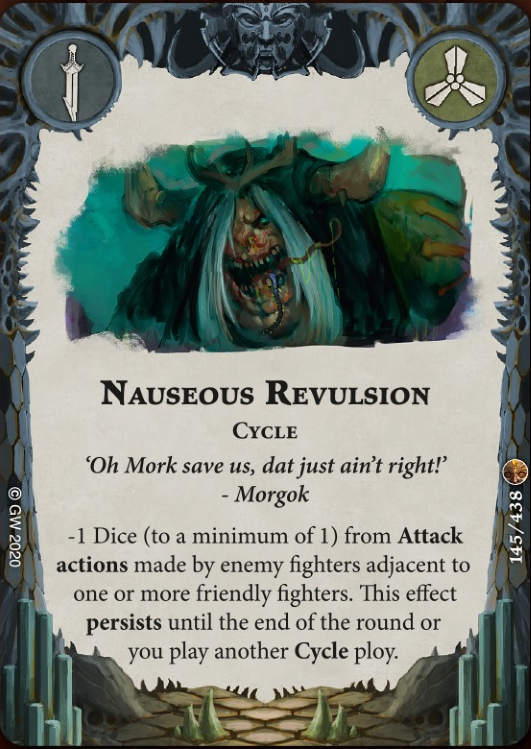 Nauseous Revulsion
Cycle
‘Oh Mork save us, dat just ain’t right!’
- Morgok
-1 Dice (to a minimum of 1) from Attack
actions made by enemy fighters adjacent to
one or more friendly fighters. This effect
persists until the end of the round or
you play another Cycle ploy.
© GW 2020
145/438